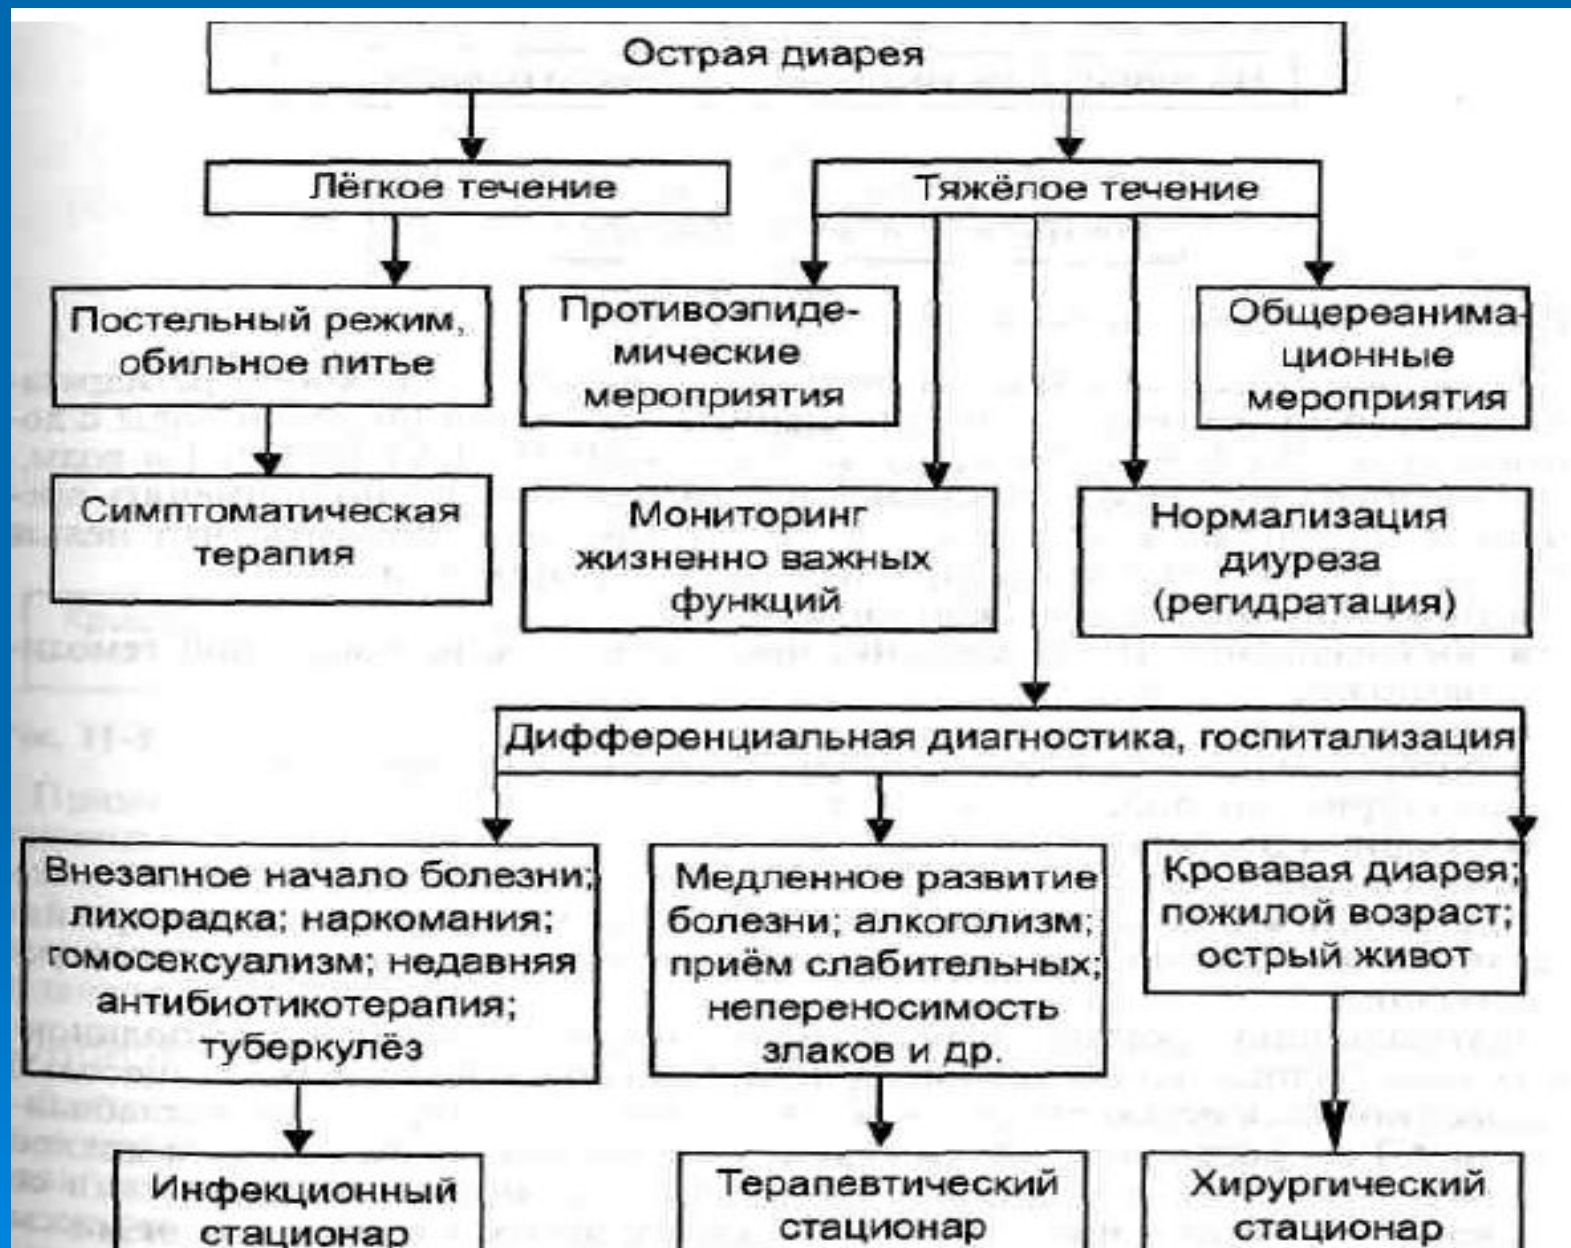 Острая диарея
Лёгкое течение
Тяжёлое течение
Постельный режим,
обильное питье
Противоэпиде-
мические
мероприятия
Общереанима-
ционные
мероприятия
Симптоматическая
терапия
Мониторинг
жизненно важных
функций
Нормализация
диуреза
(регидратация)
Дифференциальная диагностика, госпитализация
Внезапное начало болезни;
лихорадка; наркомания;
гомосексуализм; недавняя
антибиотикотерапия;
туберкулёз
Медленное развитие
болезни; алкоголизм;
приём слабительных;
непереносимость
злаков и др.
Кровавая диарея;
пожилой возраст;
острый живот
Инфекционный
стационар
Терапевтический
стационар
Хирургический
стационар